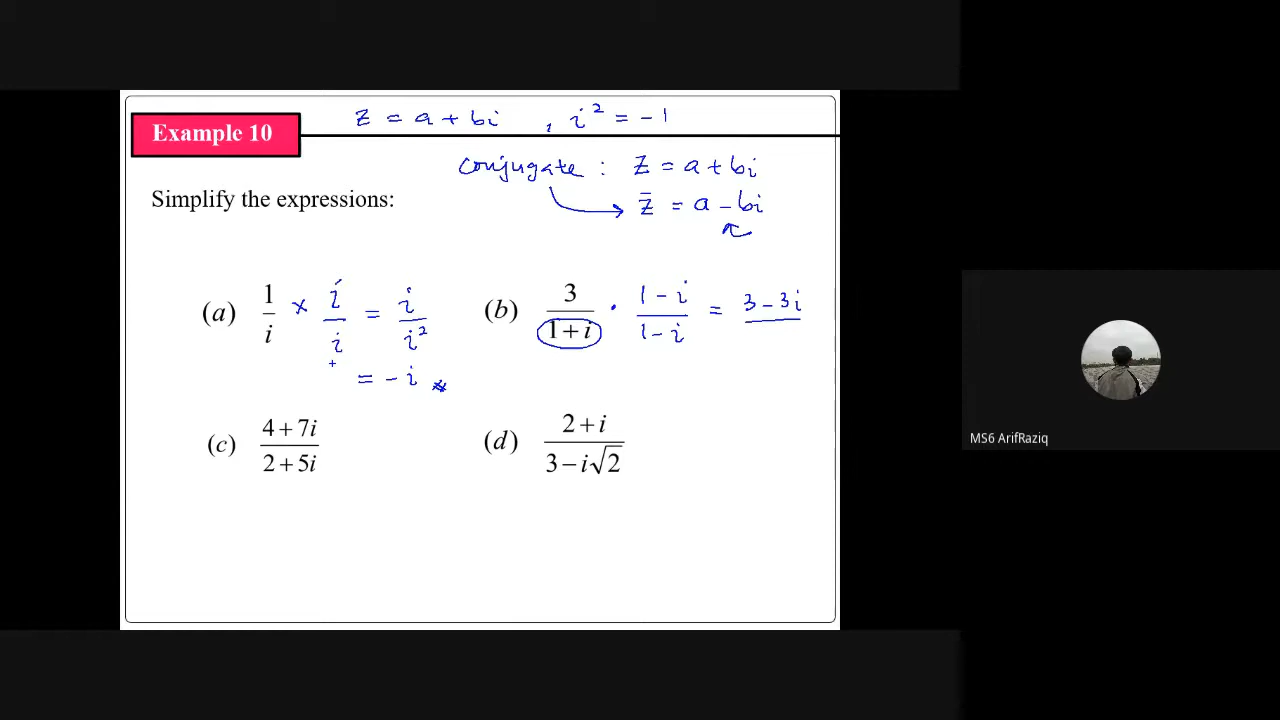 z = a + bi , i² = -1
Example 10
conjugate : z = a + bi
Simplify the expressions:
z̄ = a - bi
(a) 1/i × i/i = i/i²
= -i
(b) 3/(1+i) · (1-i)/(1-i) = 3-3i
(c) (4+7i)/(2+5i)
(d) (2+i)/(3-i√2)
MS6 ArifRaziq